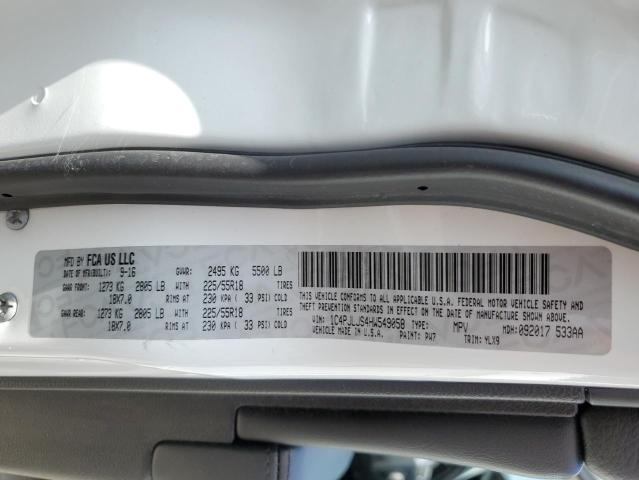 MFD BY FCA US LLC
DATE OF MFR(BUILT): 9-16 GVWR: 2495 KG 5500 LB
GAWR FRONT: 1273 KG 2805 LB WITH 225/55R18 TIRES
18X7.0 RIMS AT 230 KPA ( 33 PSI) COLD
GAWR REAR: 1273 KG 2805 LB WITH 225/55R18 TIRES
18X7.0 RIMS AT 230 KPA ( 33 PSI) COLD
THIS VEHICLE CONFORMS TO ALL APPLICABLE U.S.A. FEDERAL MOTOR VEHICLE SAFETY AND
THEFT PREVENTION STANDARDS IN EFFECT ON THE DATE OF MANUFACTURE SHOWN ABOVE.
VIN: 1C4PJLJS4HW549058 TYPE: MPV MDH: 092017 533AA
MADE IN U.S.A. PAINT: PW7 TRIM: YLX9